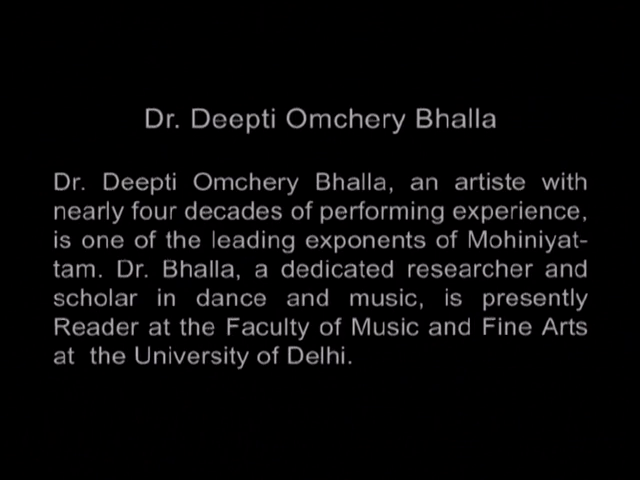 Dr. Deepti Omchery Bhalla
Dr. Deepti Omchery Bhalla, an artiste with
nearly four decades of performing experience,
is one of the leading exponents of Mohiniyat-
tam. Dr. Bhalla, a dedicated researcher and
scholar in dance and music, is presently
Reader at the Faculty of Music and Fine Arts
at the University of Delhi.